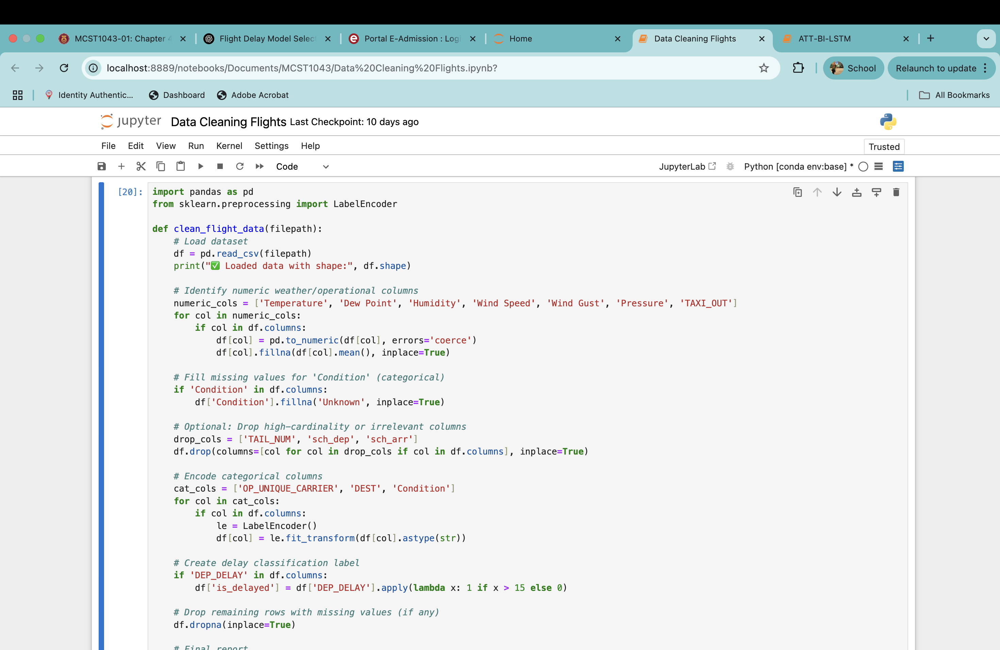 MCST1043-01: Chapter 4
Flight Delay Model Selec
Portal E-Admission : Logi
Home
Data Cleaning Flights
ATT-BI-LSTM
localhost:8889/notebooks/Documents/MCST1043/Data%20Cleaning%20Flights.ipynb?
School
Relaunch to update
Identity Authentic...
Dashboard
Adobe Acrobat
All Bookmarks
jupyter Data Cleaning Flights Last Checkpoint: 10 days ago
File Edit View Run Kernel Settings Help
Trusted
Code
JupyterLab
Python [conda env:base] *
[20]:
import pandas as pd
from sklearn.preprocessing import LabelEncoder
def clean_flight_data(filepath):
    # Load dataset
    df = pd.read_csv(filepath)
    print("✅ Loaded data with shape:", df.shape)
    # Identify numeric weather/operational columns
    numeric_cols = ['Temperature', 'Dew Point', 'Humidity', 'Wind Speed', 'Wind Gust', 'Pressure', 'TAXI_OUT']
    for col in numeric_cols:
        if col in df.columns:
            df[col] = pd.to_numeric(df[col], errors='coerce')
            df[col].fillna(df[col].mean(), inplace=True)
    # Fill missing values for 'Condition' (categorical)
    if 'Condition' in df.columns:
        df['Condition'].fillna('Unknown', inplace=True)
    # Optional: Drop high-cardinality or irrelevant columns
    drop_cols = ['TAIL_NUM', 'sch_dep', 'sch_arr']
    df.drop(columns=[col for col in drop_cols if col in df.columns], inplace=True)
    # Encode categorical columns
    cat_cols = ['OP_UNIQUE_CARRIER', 'DEST', 'Condition']
    for col in cat_cols:
        if col in df.columns:
            le = LabelEncoder()
            df[col] = le.fit_transform(df[col].astype(str))
    # Create delay classification label
    if 'DEP_DELAY' in df.columns:
        df['is_delayed'] = df['DEP_DELAY'].apply(lambda x: 1 if x > 15 else 0)
    # Drop remaining rows with missing values (if any)
    df.dropna(inplace=True)
    # Final report